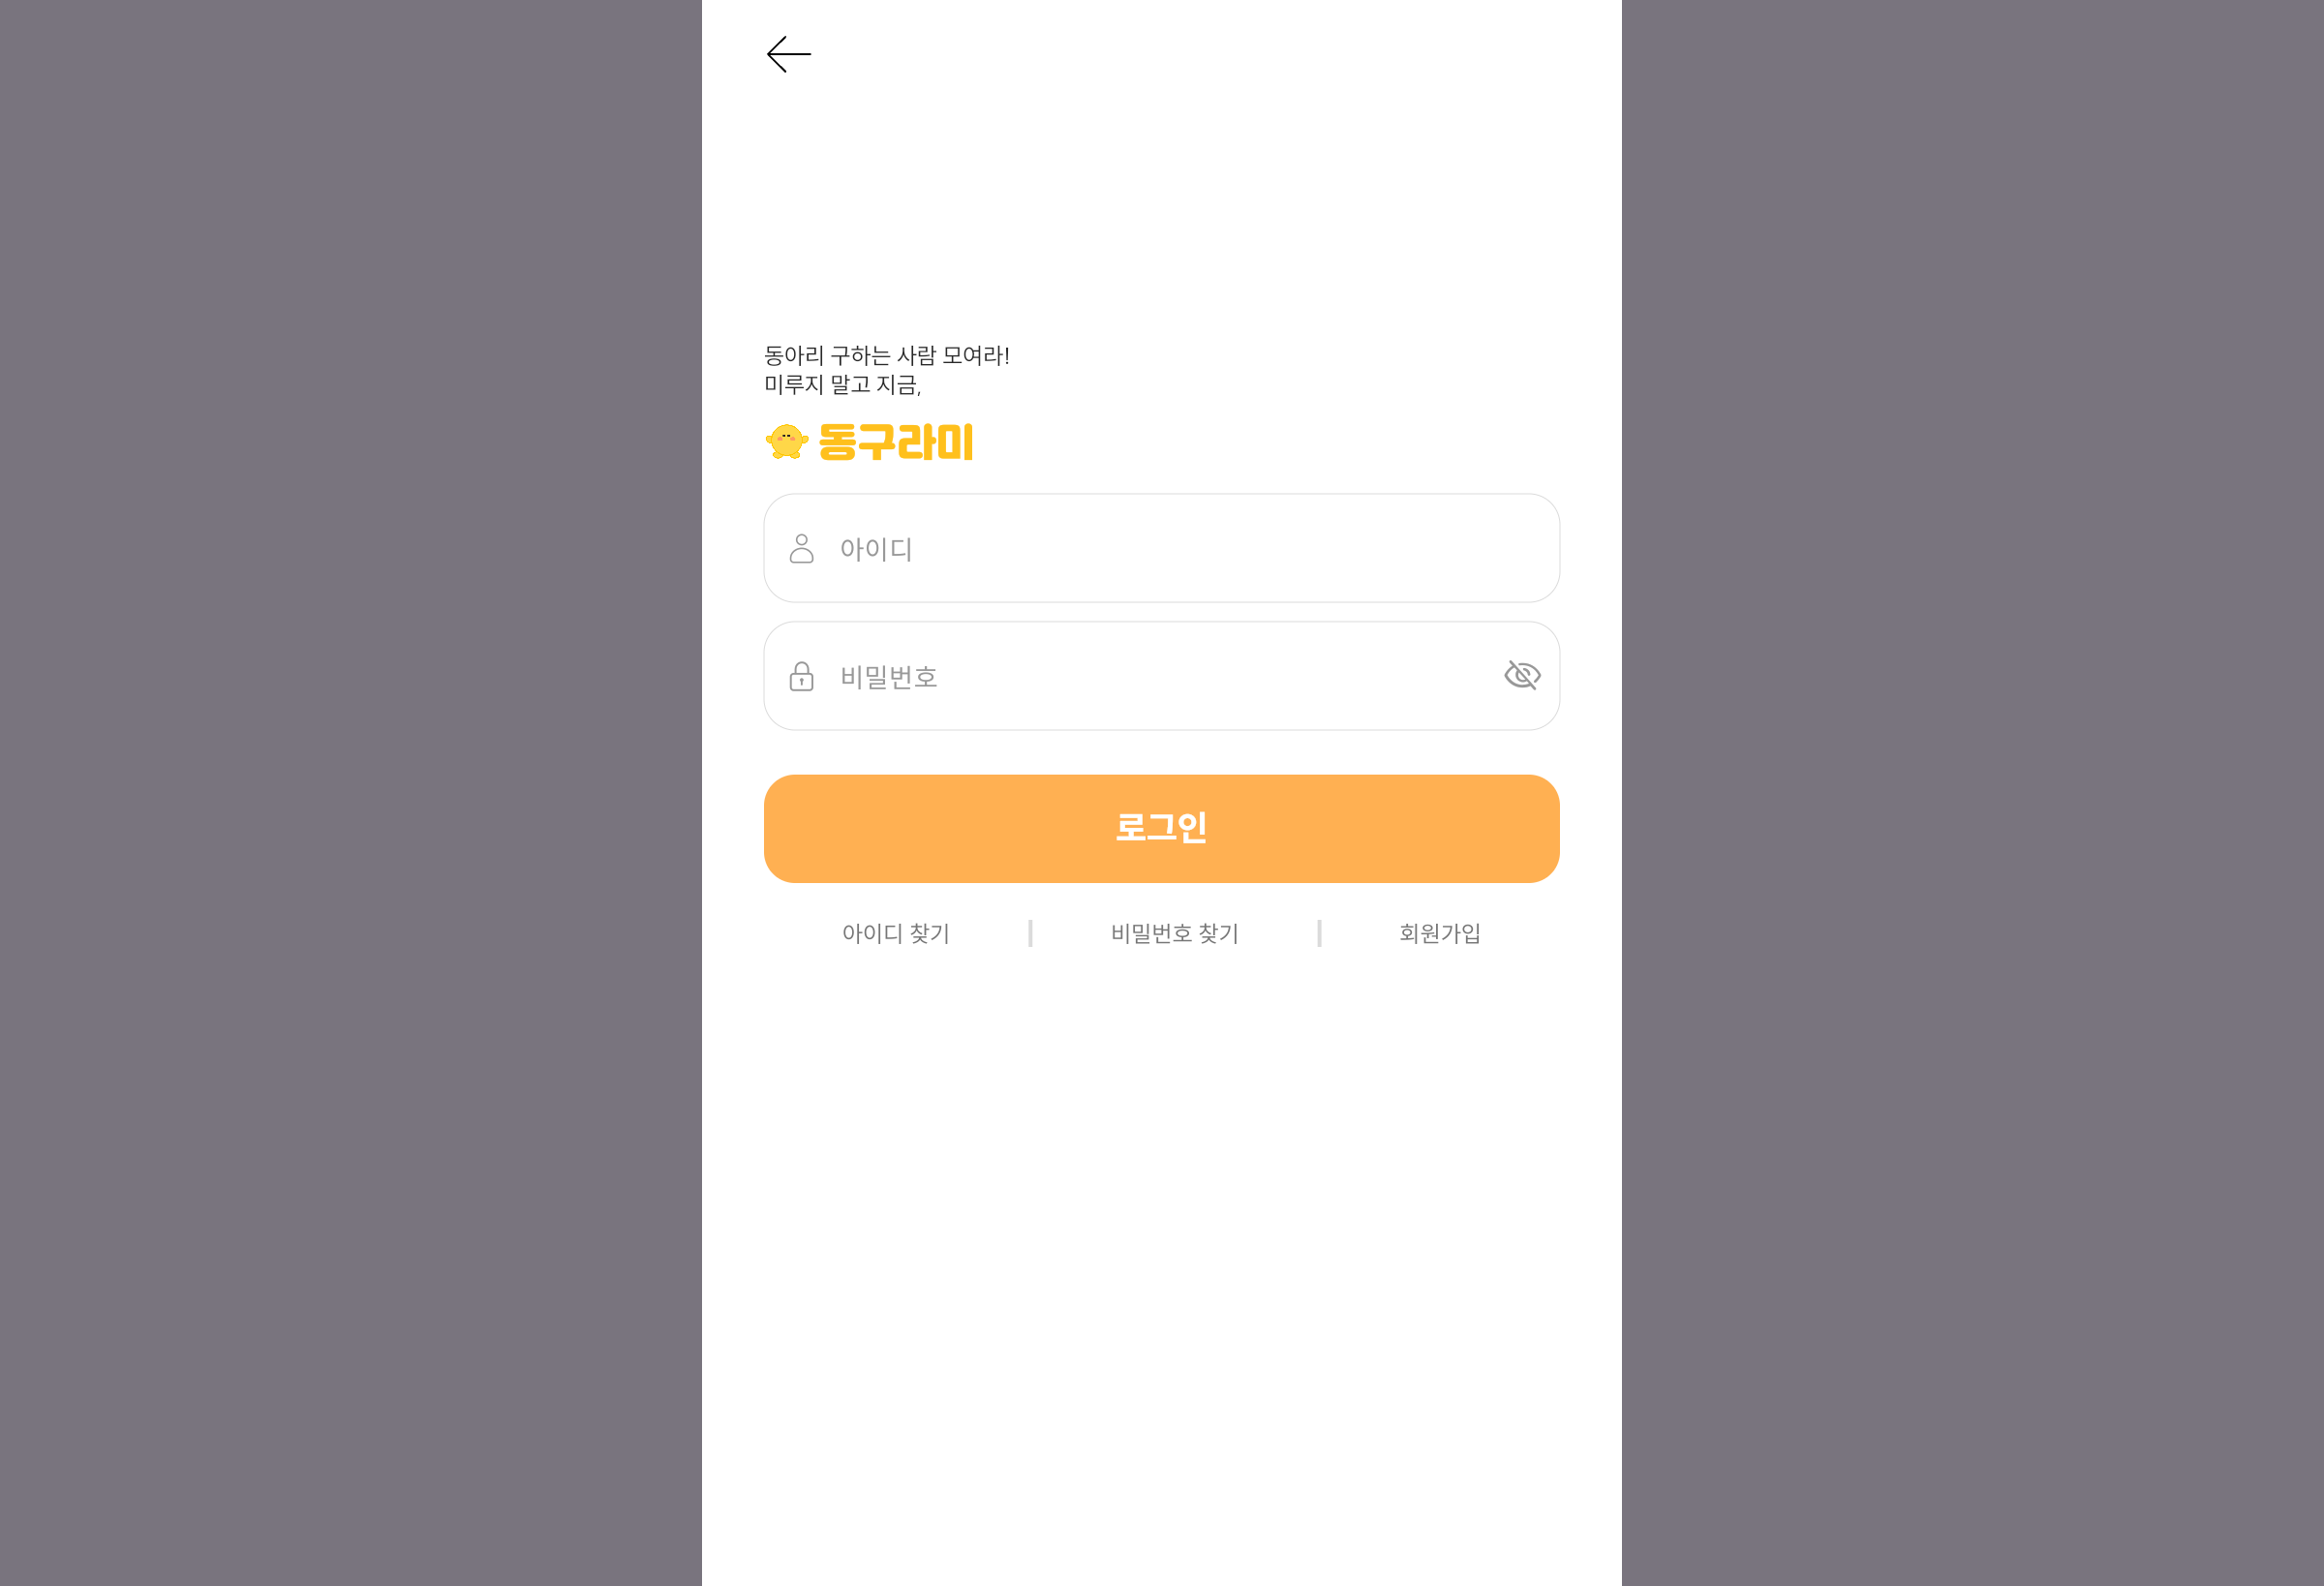 동아리 구하는 사람 모여라!
미루지 말고 지금,
동구라미
아이디
비밀번호
로그인
아이디 찾기 | 비밀번호 찾기 | 회원가입